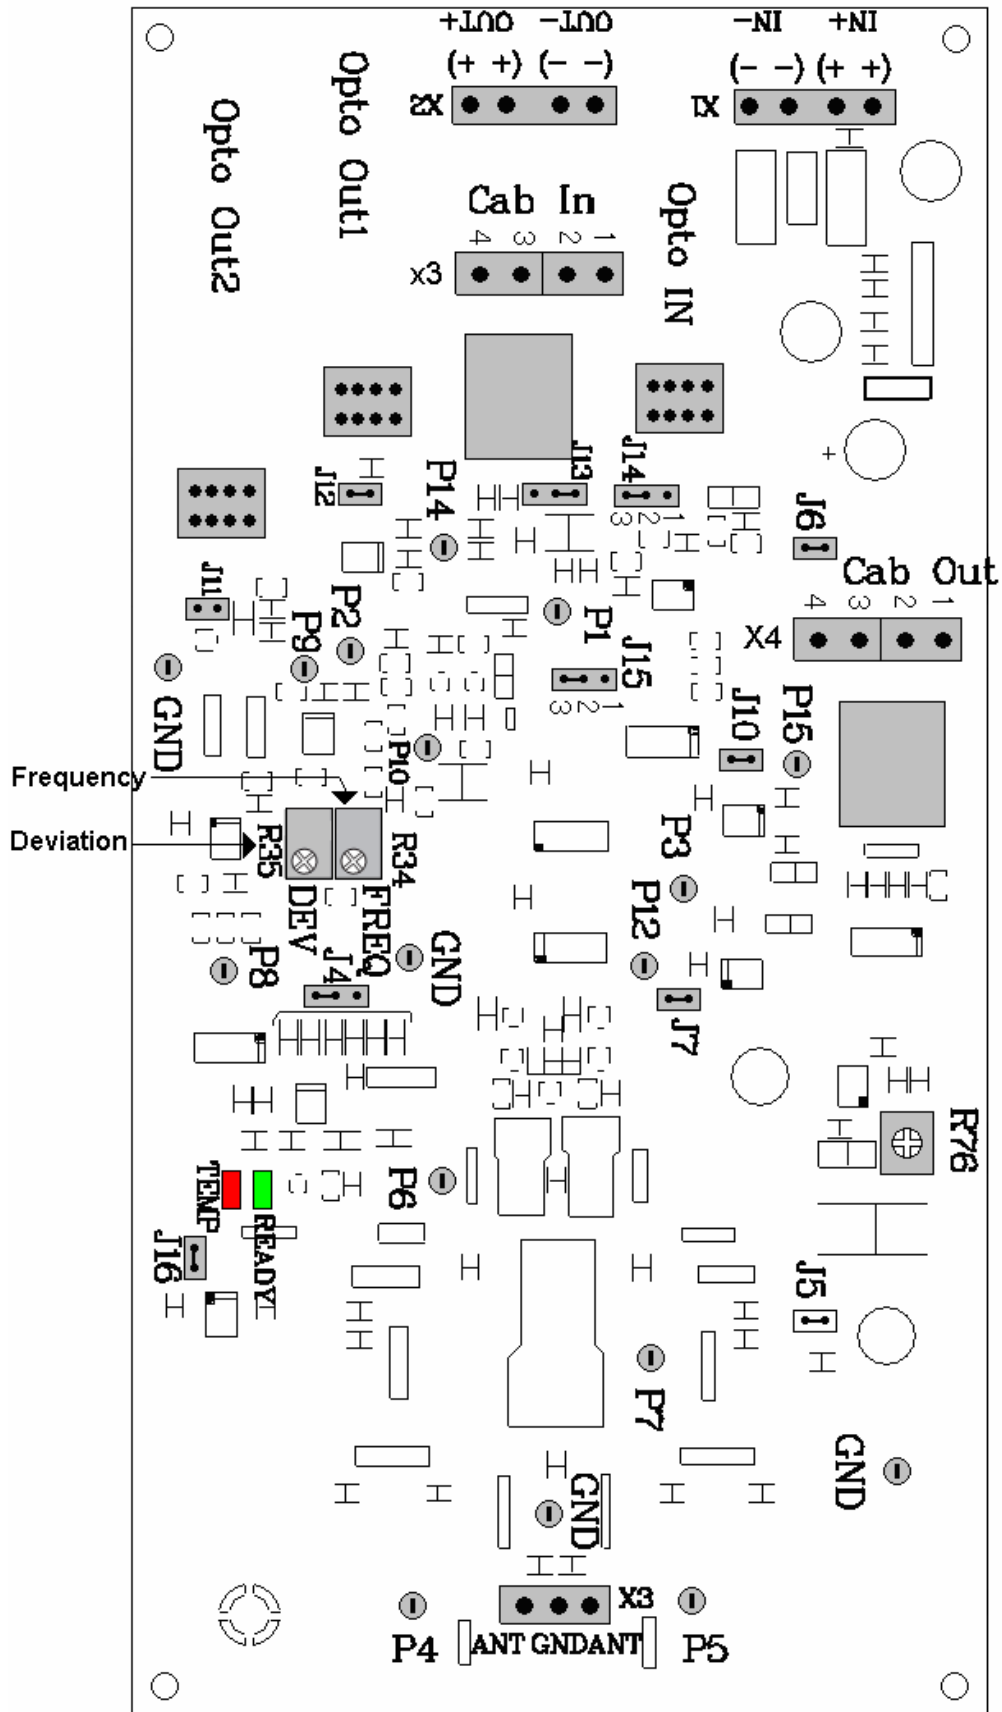 OUT+ OUT- IN- IN+
(+ +) (- -) (- -) (+ +)
X2 X1
Opto Out1
Opto Out2
Cab In
4 3 2 1
x3
Opto IN
J12
P14
J13
J14
3 2 1
J6
Cab Out
4 3 2 1
X4
J11
P9
P2
P1
J15
3 2 1
GND
J10
P15
P10
Frequency
Deviation
R35
R34
DEV
FREQ
P3
P12
P8
J4
GND
J7
R76
TEMP
READY
P6
J16
J5
P7
GND
GND
X3
P4
ANT GND ANT
P5
+